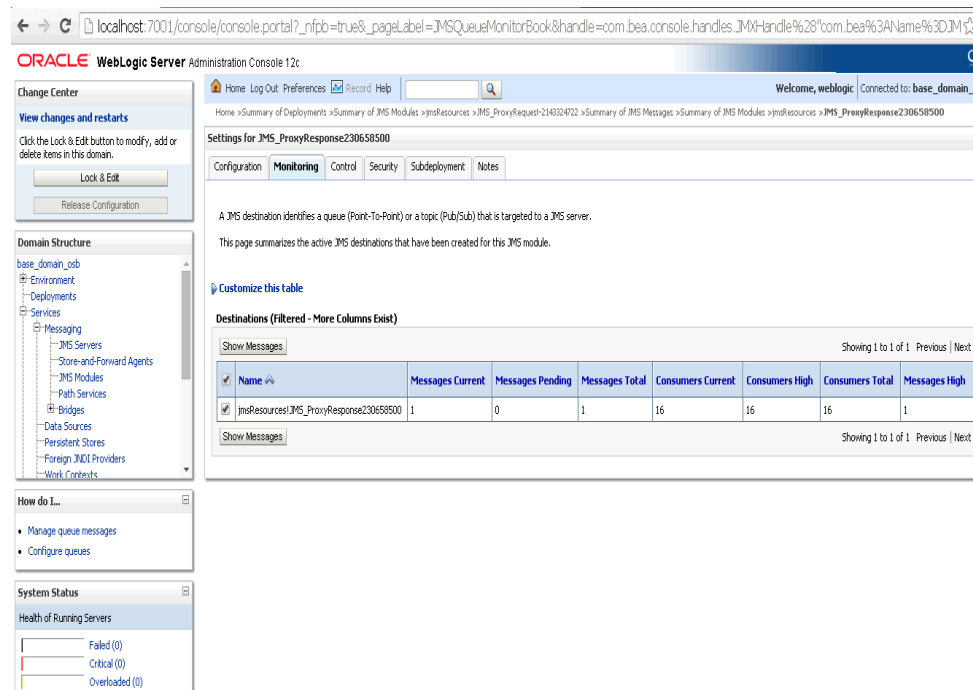 localhost:7001/console/console.portal?_nfpb=true&_pageLabel=JMSQueueMonitorBook&handle=com.bea.console.handles.JMXHandle%28"com.bea%3AName%3DJM
ORACLE WebLogic Server Administration Console 12c
Change Center
View changes and restarts
Click the Lock & Edit button to modify, add or
delete items in this domain.
Lock & Edit
Release Configuration
Domain Structure
base_domain_osb
Environment
Deployments
Services
Messaging
JMS Servers
Store-and-Forward Agents
JMS Modules
Path Services
Bridges
Data Sources
Persistent Stores
Foreign JNDI Providers
Work Contexts
How do I...
Manage queue messages
Configure queues
System Status
Health of Running Servers
Failed (0)
Critical (0)
Overloaded (0)
Home Log Out Preferences Record Help
Welcome, weblogic Connected to: base_domain_
Home >Summary of Deployments >Summary of JMS Modules >jmsResources >JMS_ProxyRequest-2143324722 >Summary of JMS Messages >Summary of JMS Modules >jmsResources >JMS_ProxyResponse230658500
Settings for JMS_ProxyResponse230658500
Configuration Monitoring Control Security Subdeployment Notes
A JMS destination identifies a queue (Point-To-Point) or a topic (Pub/Sub) that is targeted to a JMS server.
This page summarizes the active JMS destinations that have been created for this JMS module.
Customize this table
Destinations (Filtered - More Columns Exist)
Show Messages Showing 1 to 1 of 1 Previous | Next
Name Messages Current Messages Pending Messages Total Consumers Current Consumers High Consumers Total Messages High
jmsResources!JMS_ProxyResponse230658500 1 0 1 16 16 16 1
Show Messages Showing 1 to 1 of 1 Previous | Next